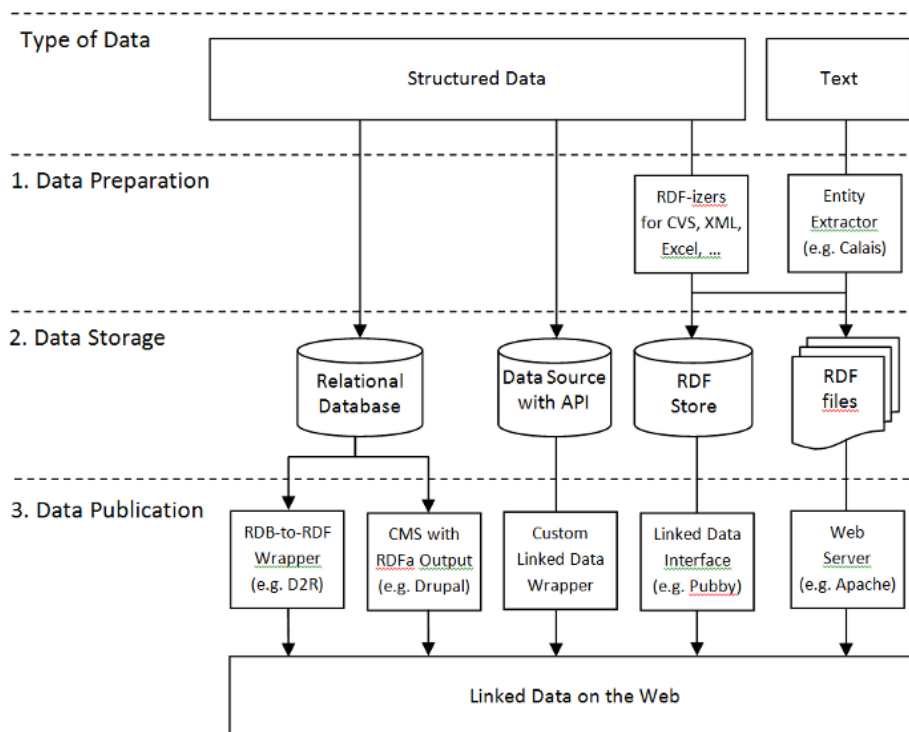 Type of Data
Structured Data
Text
1. Data Preparation
RDF-izers
for CVS, XML,
Excel, ...
Entity
Extractor
(e.g. Calais)
2. Data Storage
Relational
Database
Data Source
with API
RDF
Store
RDF
files
3. Data Publication
RDB-to-RDF
Wrapper
(e.g. D2R)
CMS with
RDFa Output
(e.g. Drupal)
Custom
Linked Data
Wrapper
Linked Data
Interface
(e.g. Pubby)
Web
Server
(e.g. Apache)
Linked Data on the Web